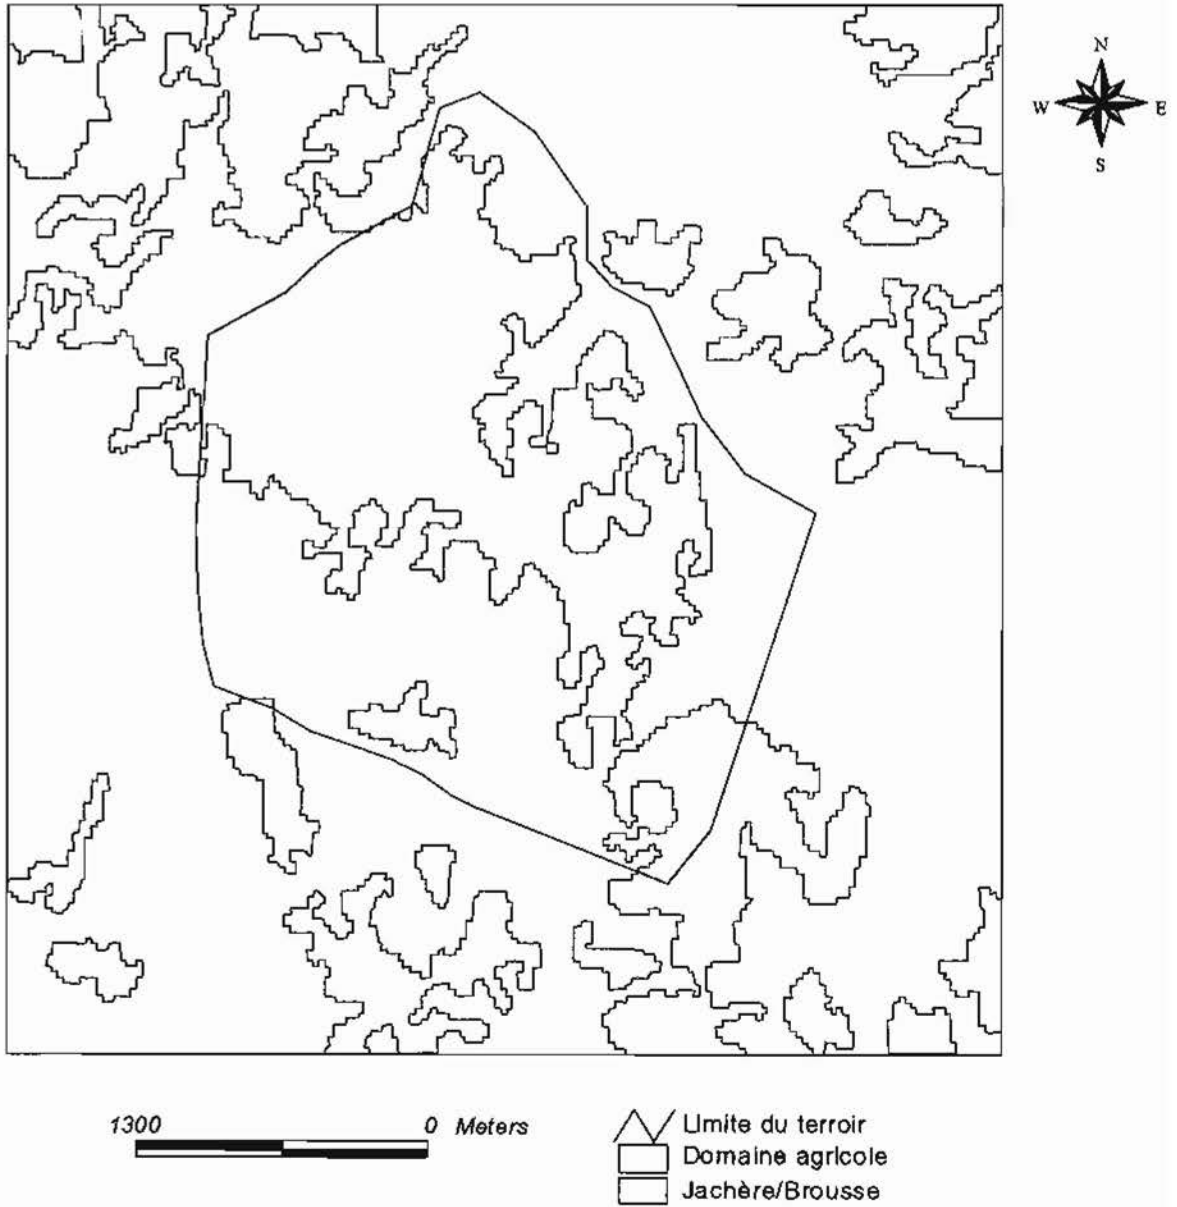 N
W E
S
1300 0 Meters
Limite du terroir
Domaine agricole
Jachère/Brousse